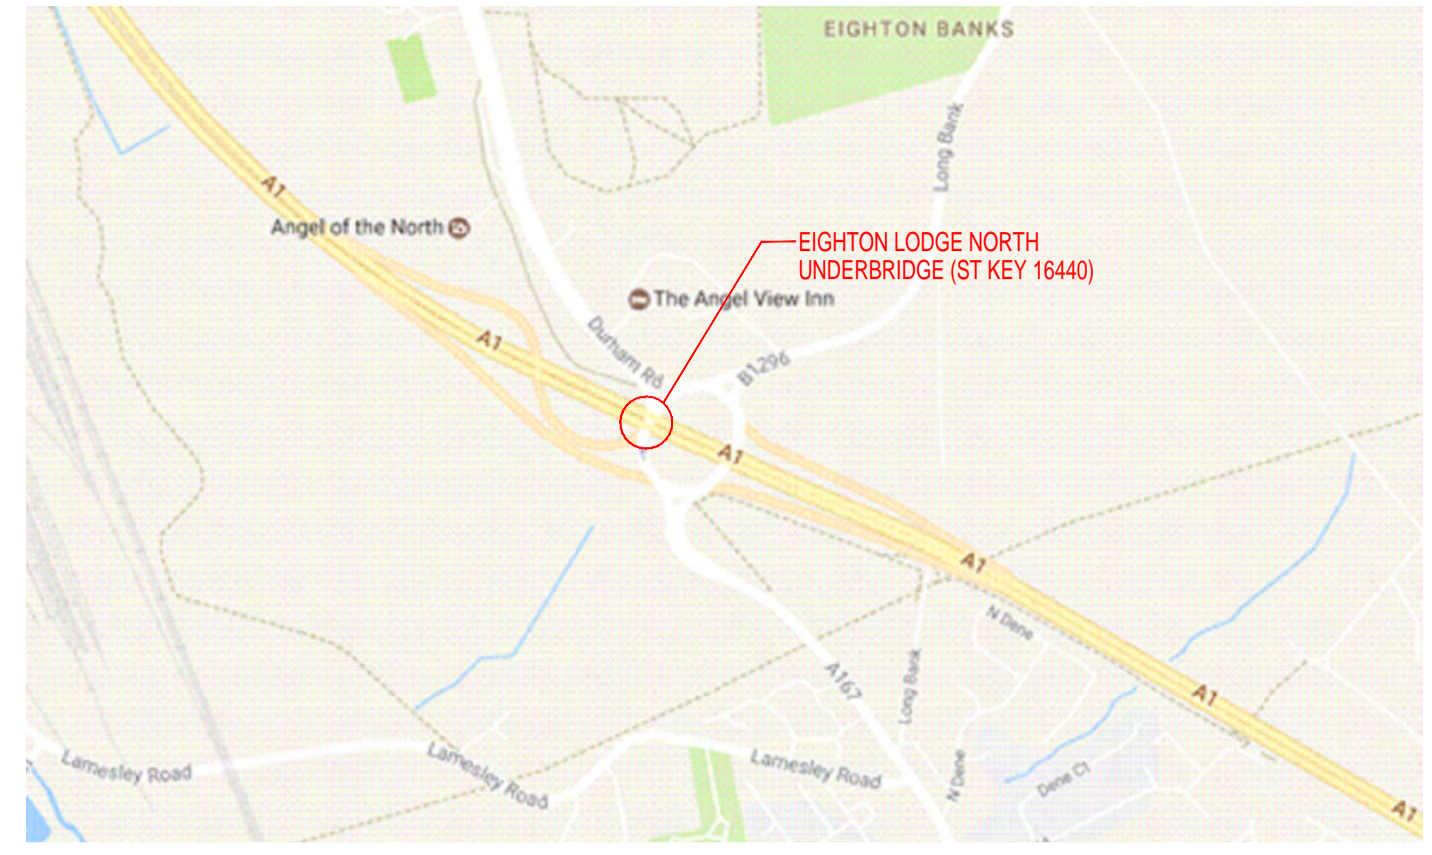 EIGHTON BANKS
Long Bank
A1
Angel of the North
EIGHTON LODGE NORTH
UNDERBRIDGE (ST KEY 16440)
The Angel View Inn
A1
Durham Rd
B1296
A1
A1
N Dene
A167
Long Bank
A1
Lamesley Road
Lamesley Road
Lamesley Road
N Dene
Dene Ct
A1